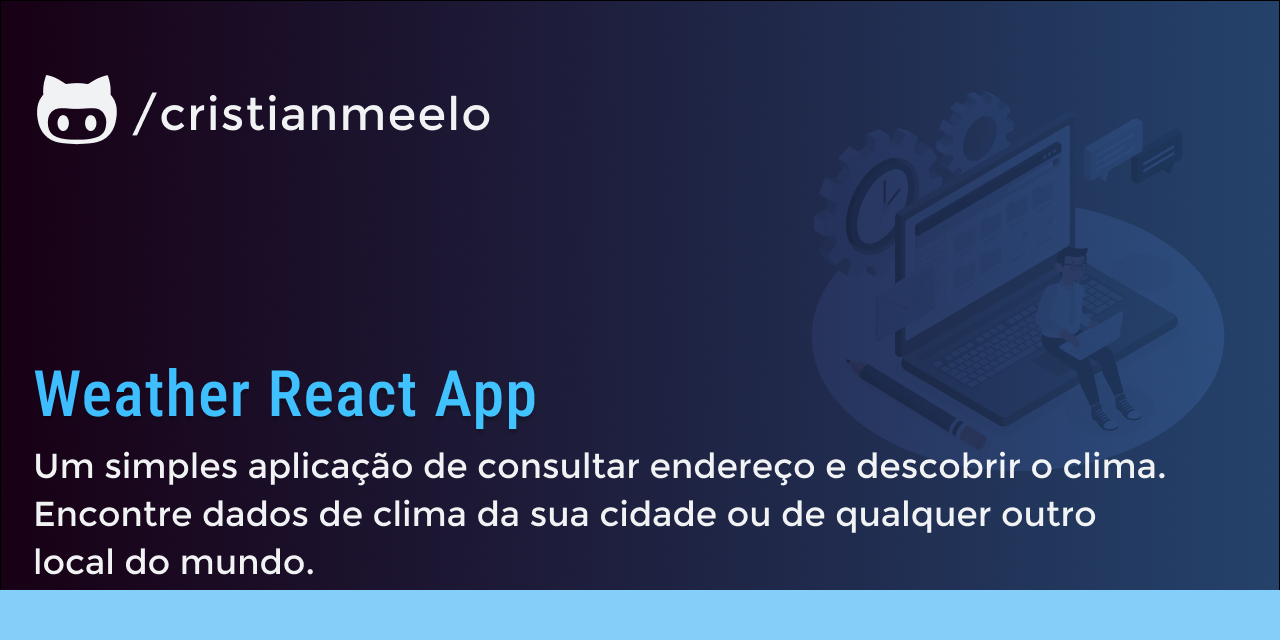 /cristianmeelo
Weather React App
Um simples aplicação de consultar endereço e descobrir o clima.
Encontre dados de clima da sua cidade ou de qualquer outro
local do mundo.